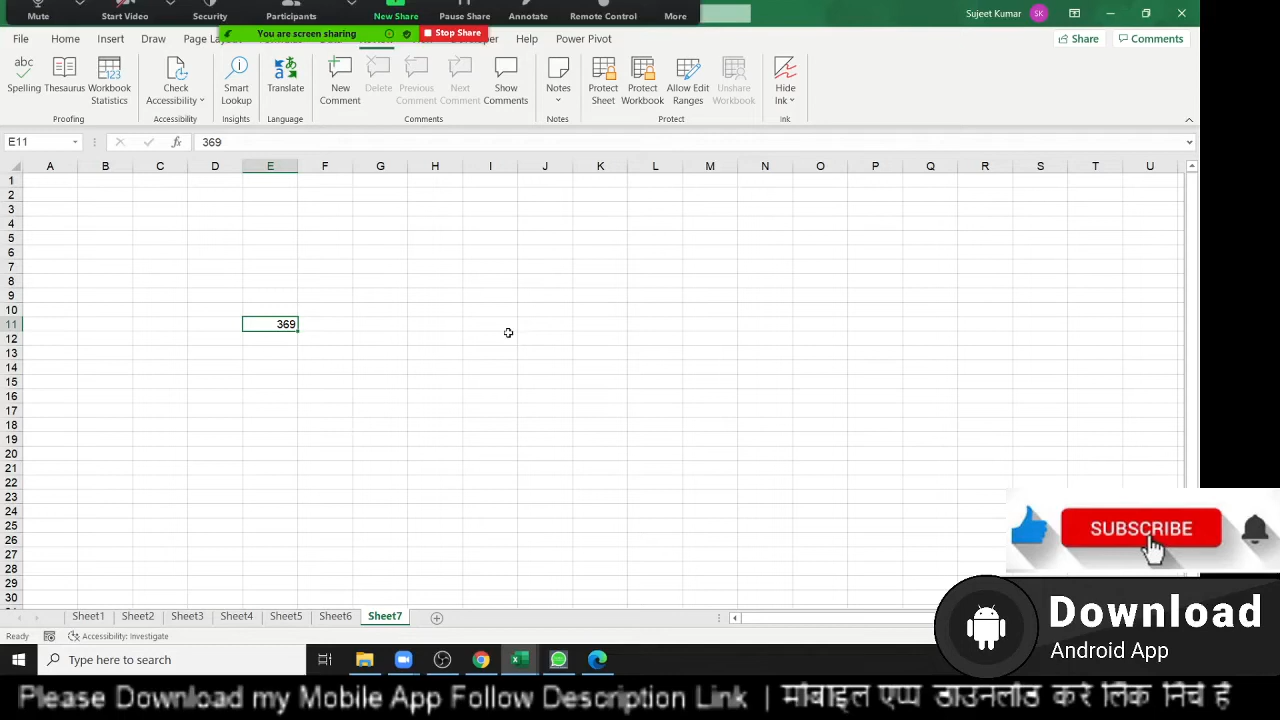 Mute Start Video Security Participants New Share Pause Share Annotate Remote Control More
Sujeet Kumar SK
You are screen sharing Stop Share
File Home Insert Draw Help Power Pivot
Share Comments
Spelling Thesaurus Workbook Statistics
Check Accessibility
Smart Lookup
Translate
New Comment Delete Previous Comment Next Comment Show Comments
Notes
Protect Sheet Protect Workbook Allow Edit Ranges Unshare Workbook
Hide Ink
Proofing Accessibility Insights Language Comments Notes Protect Ink
E11 fx 369
A B C D E F G H I J K L M N O P Q R S T U
1
2
3
4
5
6
7
8
9
10
11 369
12
13
14
15
16
17
18
19
20
21
22
23
24
25
26
27
28
29
30
SUBSCRIBE
Sheet1 Sheet2 Sheet3 Sheet4 Sheet5 Sheet6 Sheet7
Ready Accessibility: Investigate
Download
Android App
Type here to search
Please Download my Mobile App Follow Description Link | मोबाइल एप्प डाउनलोड करे लिंक निचे है